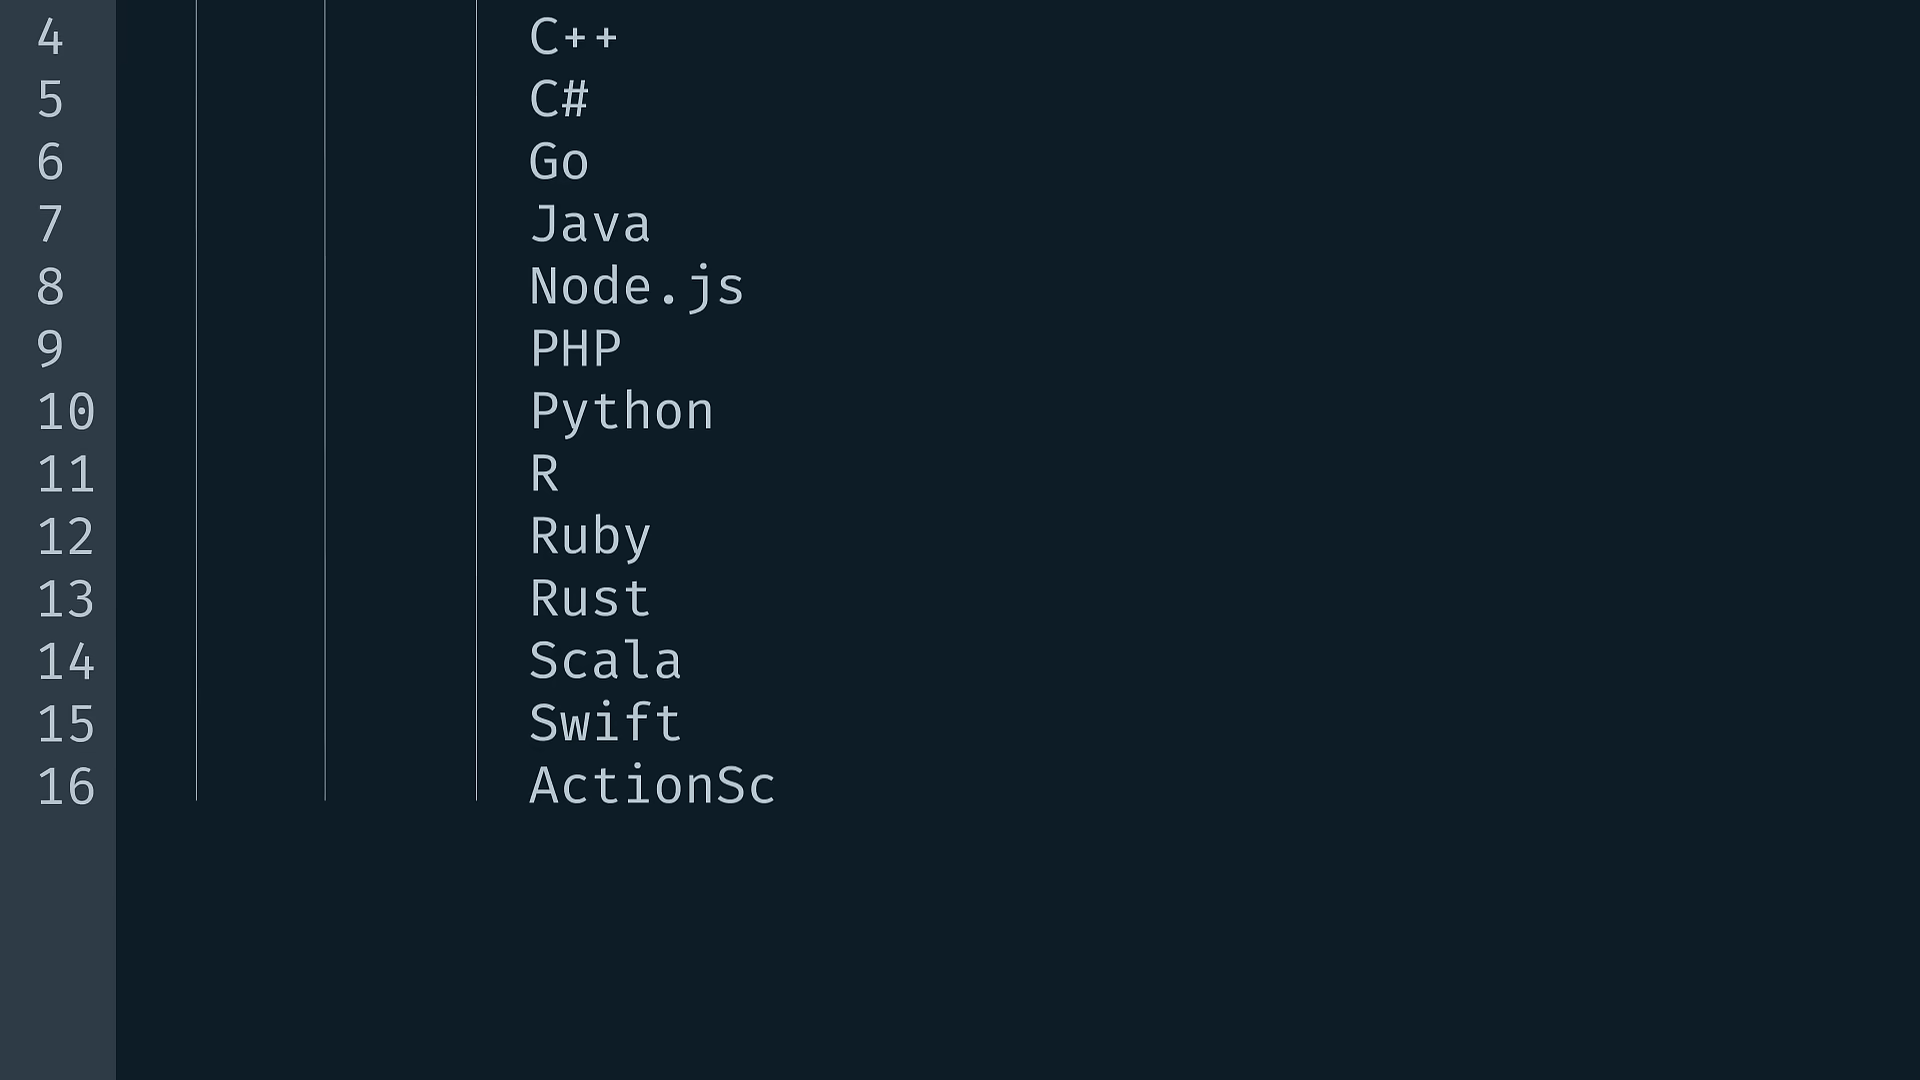 4 C++
5 C#
6 Go
7 Java
8 Node.js
9 PHP
10 Python
11 R
12 Ruby
13 Rust
14 Scala
15 Swift
16 ActionSc